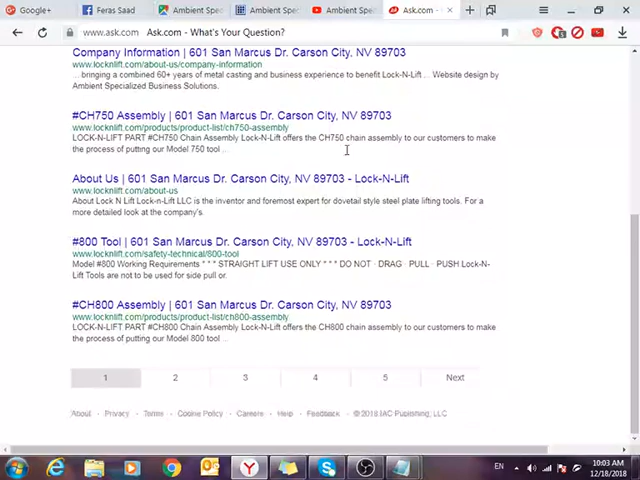 Google+
Feras Saad
Ambient Spe
Ambient
Ambient Spe
Ask.com -
www.ask.com Ask.com - What's Your Question?
Company Information | 601 San Marcus Dr. Carson City, NV 89703
www.locknlift.com/about-us/company-information
... bringing a combined 60+ years of metal casting and business experience to benefit Lock-N-Lift ... Website design by
Ambient Specialized Business Solutions.
#CH750 Assembly | 601 San Marcus Dr. Carson City, NV 89703
www.locknlift.com/products/product-list/ch750-assembly
LOCK-N-LIFT PART #CH750 Chain Assembly Lock-N-Lift offers the CH750 chain assembly to our customers to make
the process of putting our Model 750 tool ...
About Us | 601 San Marcus Dr. Carson City, NV 89703 - Lock-N-Lift
www.locknlift.com/about-us
About Lock N Lift Lock-n-Lift LLC is the inventor and foremost expert for dovetail style steel plate lifting tools. For a
more detailed look at the company's
#800 Tool | 601 San Marcus Dr. Carson City, NV 89703 - Lock-N-Lift
www.locknlift.com/safety-technical/800-tool
Model #800 Working Requirements * * * STRAIGHT LIFT USE ONLY * * * DO NOT · DRAG · PULL · PUSH Lock-N-
Lift Tools are not to be used for side pull or.
#CH800 Assembly | 601 San Marcus Dr. Carson City, NV 89703
www.locknlift.com/products/product-list/ch800-assembly
LOCK-N-LIFT PART #CH800 Chain Assembly Lock-N-Lift offers the CH800 chain assembly to our customers to make
the process of putting our Model 800 tool ...
1 2 3 4 5 Next
About - Privacy - Terms - Cookie Policy - Careers - Help - Feedback - © 2018 IAC Publishing, LLC
EN
10:03 AM
12/18/2018